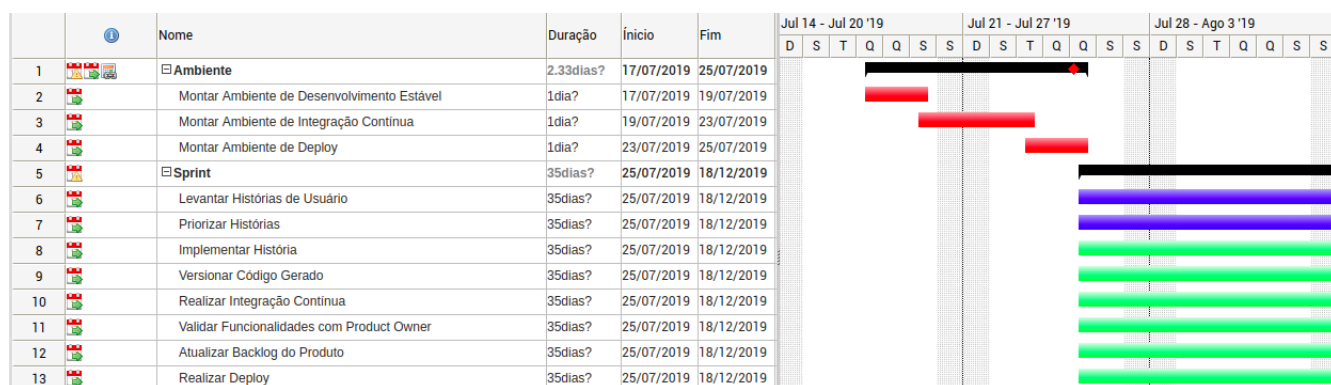 Nome Duração Ínicio Fim Jul 14 - Jul 20 '19 Jul 21 - Jul 27 '19 Jul 28 - Ago 3 '19
D S T Q Q S S D S T Q Q S S D S T Q Q S S
1 Ambiente 2.33dias? 17/07/2019 25/07/2019
2 Montar Ambiente de Desenvolvimento Estável 1dia? 17/07/2019 19/07/2019
3 Montar Ambiente de Integração Contínua 1dia? 19/07/2019 23/07/2019
4 Montar Ambiente de Deploy 1dia? 23/07/2019 25/07/2019
5 Sprint 35dias? 25/07/2019 18/12/2019
6 Levantar Histórias de Usuário 35dias? 25/07/2019 18/12/2019
7 Priorizar Histórias 35dias? 25/07/2019 18/12/2019
8 Implementar História 35dias? 25/07/2019 18/12/2019
9 Versionar Código Gerado 35dias? 25/07/2019 18/12/2019
10 Realizar Integração Contínua 35dias? 25/07/2019 18/12/2019
11 Validar Funcionalidades com Product Owner 35dias? 25/07/2019 18/12/2019
12 Atualizar Backlog do Produto 35dias? 25/07/2019 18/12/2019
13 Realizar Deploy 35dias? 25/07/2019 18/12/2019